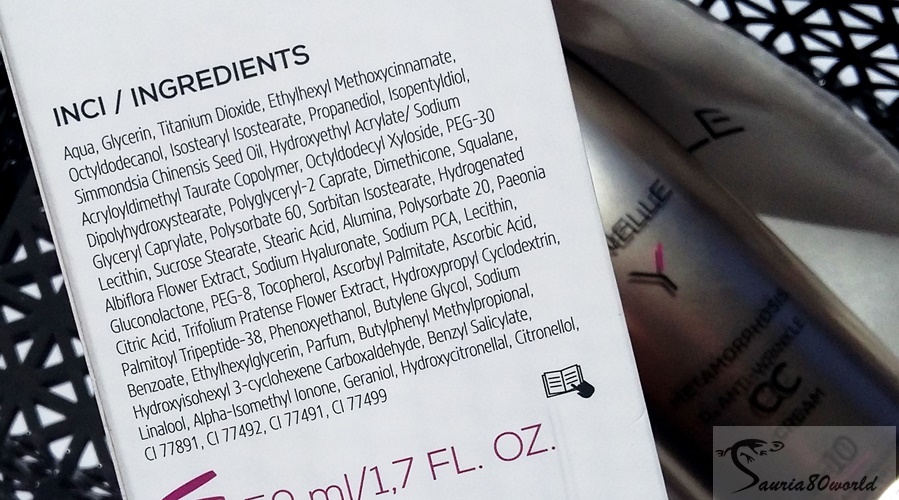 INCI / INGREDIENTS
Aqua, Glycerin, Titanium Dioxide, Ethylhexyl Methoxycinnamate,
Octyldodecanol, Isostearyl Isostearate, Propanediol, Isopentyldiol,
Simmondsia Chinensis Seed Oil, Hydroxyethyl Acrylate/ Sodium
Acryloyldimethyl Taurate Copolymer, Octyldodecyl Xyloside, PEG-30
Dipolyhydroxystearate, Polyglyceryl-2 Caprate, Dimethicone, Squalane,
Glyceryl Caprylate, Polysorbate 60, Sorbitan Isostearate, Hydrogenated
Lecithin, Sucrose Stearate, Stearic Acid, Alumina, Polysorbate 20, Paeonia
Albiflora Flower Extract, Sodium Hyaluronate, Sodium PCA, Lecithin,
Gluconolactone, PEG-8, Tocopherol, Ascorbyl Palmitate, Ascorbic Acid,
Citric Acid, Trifolium Pratense Flower Extract, Hydroxypropyl Cyclodextrin,
Palmitoyl Tripeptide-38, Phenoxyethanol, Butylene Glycol, Sodium
Benzoate, Ethylhexylglycerin, Parfum, Butylphenyl Methylpropional,
Hydroxyisohexyl 3-cyclohexene Carboxaldehyde, Benzyl Salicylate,
Linalool, Alpha-Isomethyl Ionone, Geraniol, Hydroxycitronellal, Citronellol,
CI 77891, CI 77492, CI 77491, CI 77499
50 ml/1,7 FL. OZ.
LE
ELLE
Y
METAMORPHOSIS
ANTI-WRINKLE
CC
CREAM
10
Sauria80world